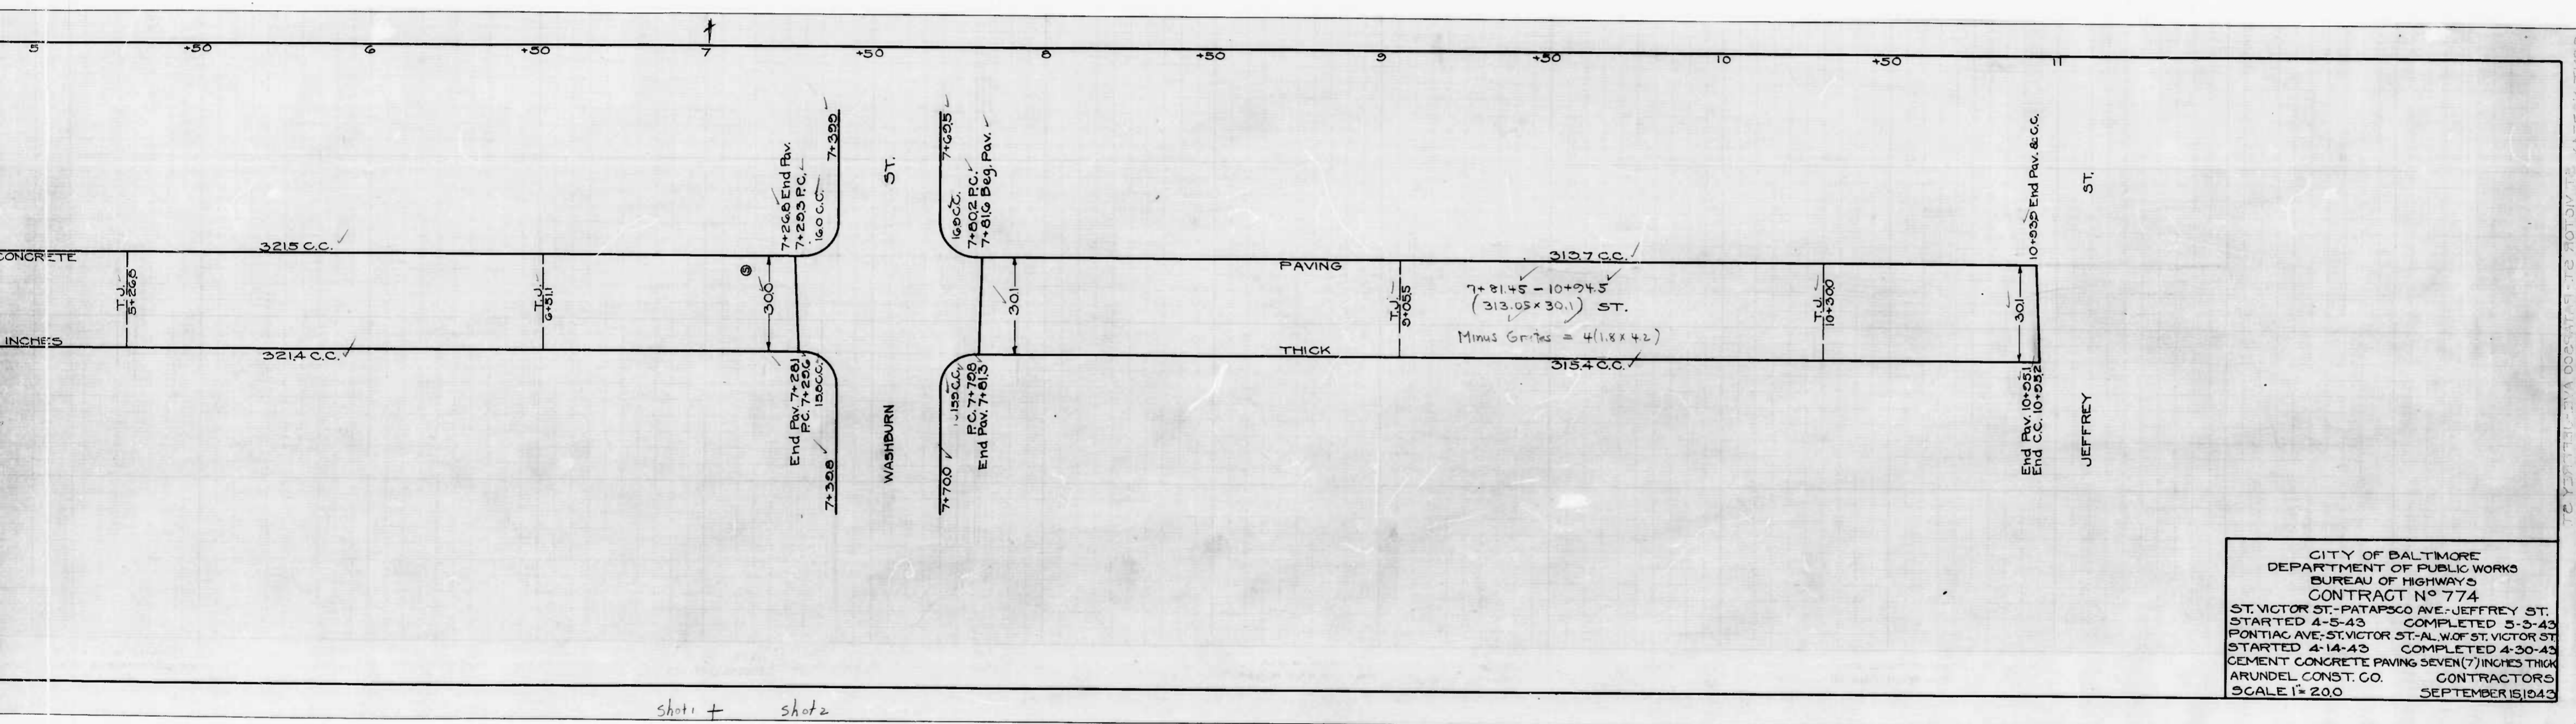 5 +50 6 +50 7 +50 8 +50 9 +50 10 +50 11
7+26.8 End Pav.
7+29.3 P.C.
16.0 C.C.
7+39.9
ST.
7+69.5
16.9 C.C.
7+80.2 P.C.
7+81.6 Beg. Pav.
10+93.9 End Pav. & C.C.
ST.
321.5 C.C.
313.7 C.C.
CONCRETE
PAVING
T.J.
5+26.8
T.J.
6+51.1
S
30.0
30.1
T.J.
9+05.5
7+81.45 - 10+94.5
(313.05 x 30.1) ST.
Minus Grates = 4(1.8 x 4.2)
T.J.
10+30.0
30.1
INCHES
THICK
321.4 C.C.
315.4 C.C.
End Pav. 7+28.1
P.C. 7+29.6
15.8 C.C.
7+39.8
WASHBURN
7+70.0
15.5 C.C.
P.C. 7+79.8
End Pav. 7+81.3
End Pav. 10+95.1
End C.C. 10+95.2
JEFFREY
CITY OF BALTIMORE
DEPARTMENT OF PUBLIC WORKS
BUREAU OF HIGHWAYS
CONTRACT Nº 774
ST. VICTOR ST.-PATAPSCO AVE.-JEFFREY ST.
STARTED 4-5-43 COMPLETED 5-3-43
PONTIAC AVE.-ST. VICTOR ST.-AL. W. OF ST. VICTOR ST
STARTED 4-14-43 COMPLETED 4-30-43
CEMENT CONCRETE PAVING SEVEN (7") INCHES THICK
ARUNDEL CONST. CO. CONTRACTORS
SCALE 1"= 20.0 SEPTEMBER 15, 1943
Shot 1 + Shot 2